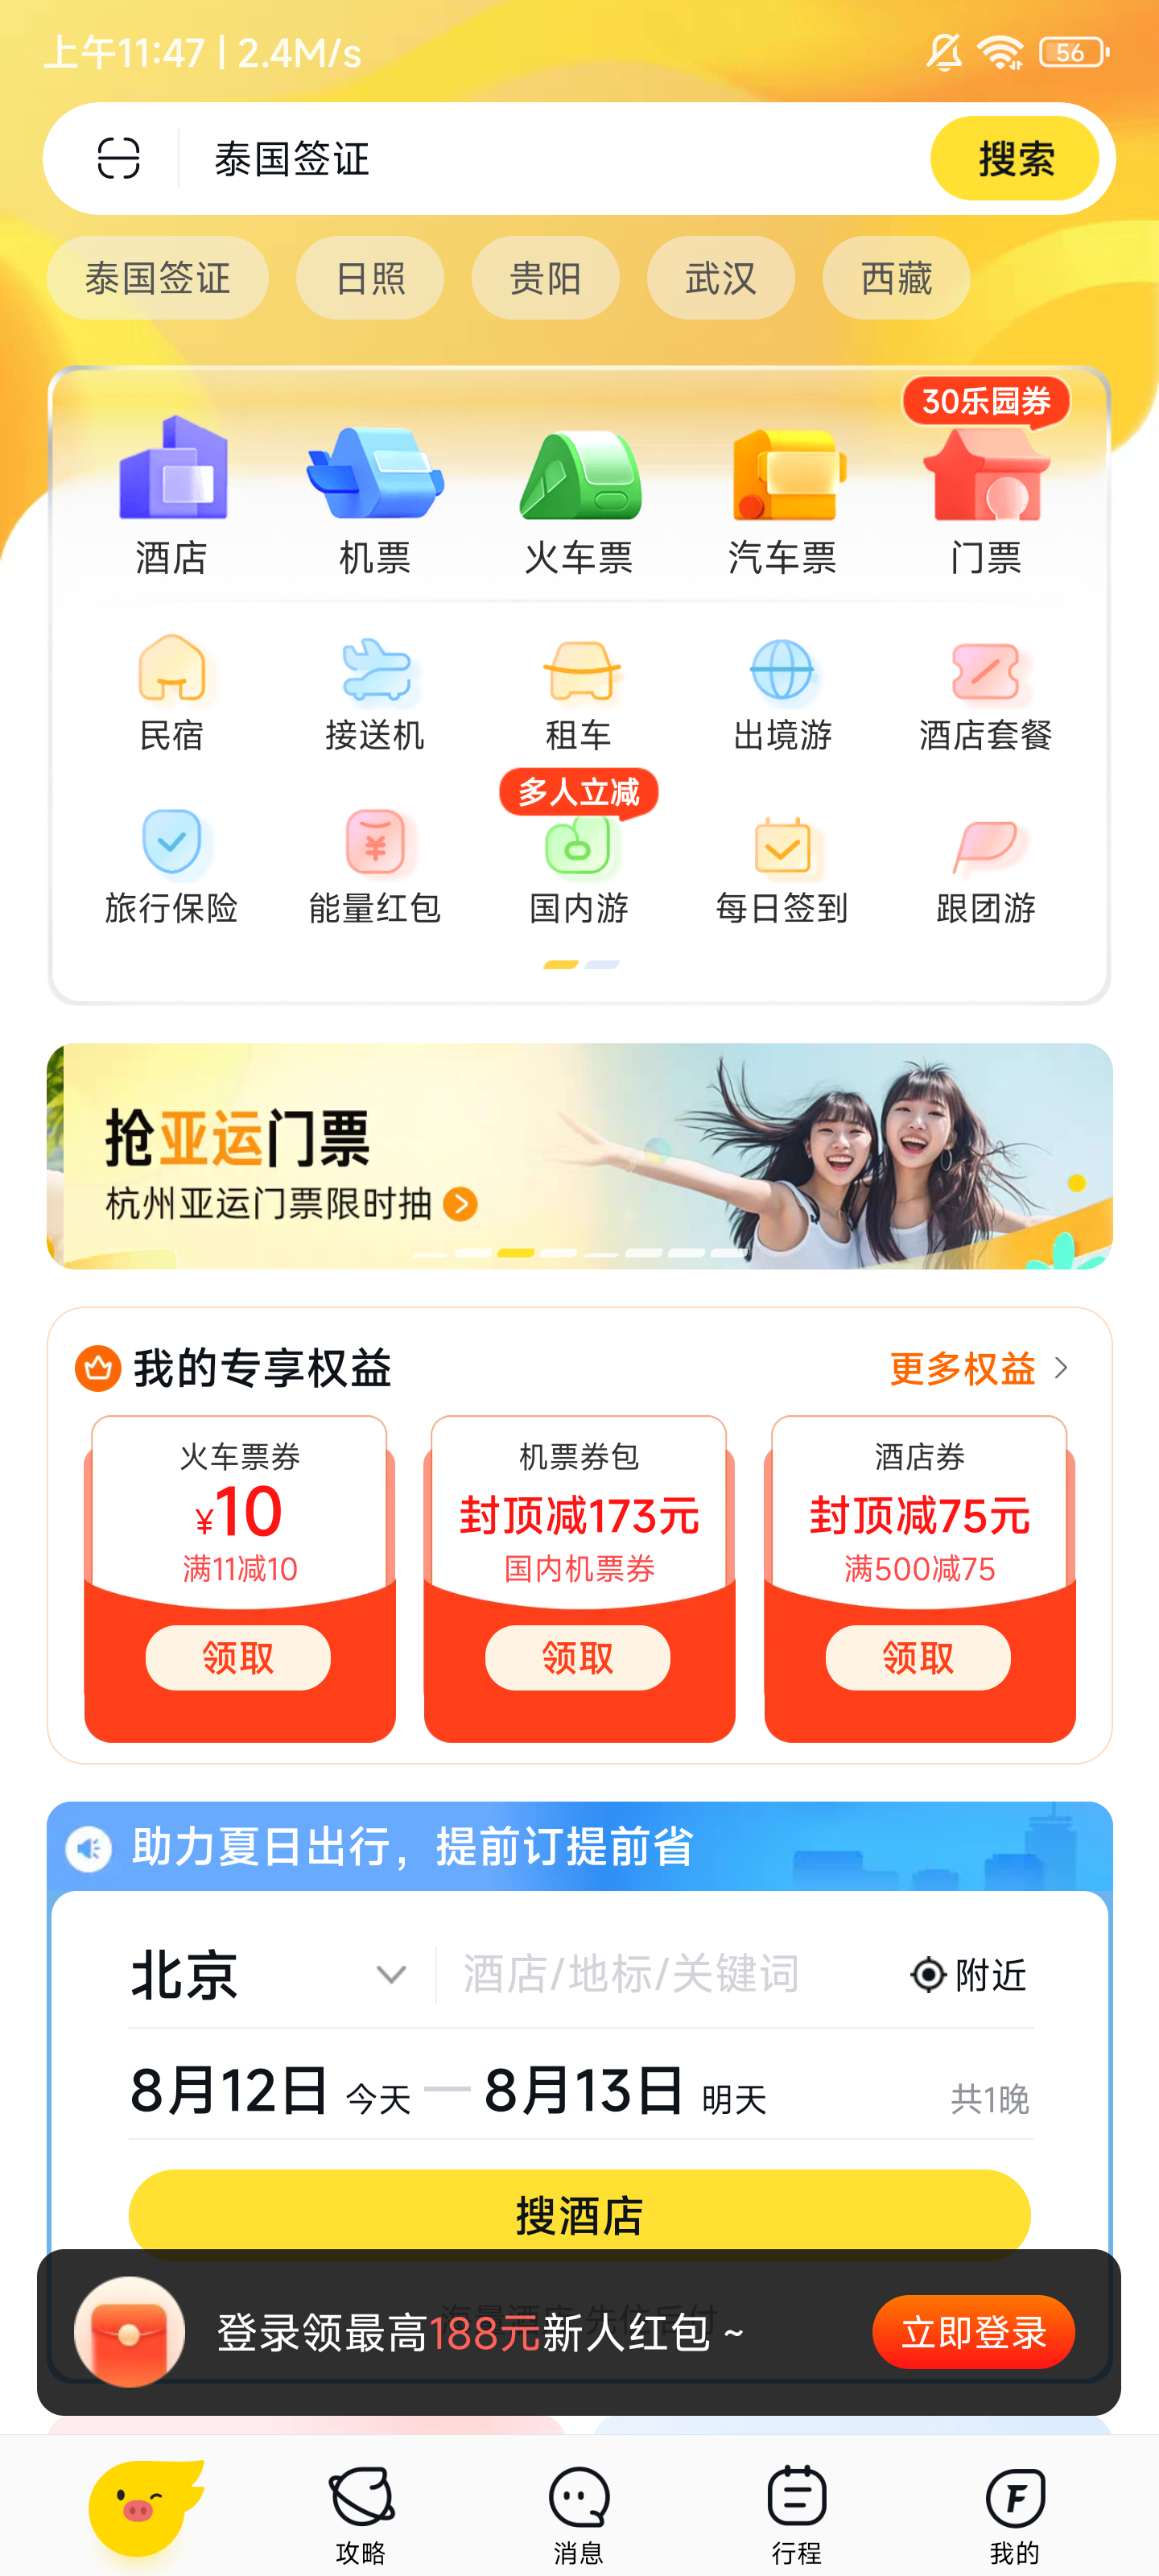 上午11:47 | 2.4M/s
56
泰国签证
搜索
泰国签证 日照 贵阳 武汉 西藏
30乐园券
酒店 机票 火车票 汽车票 门票
民宿 接送机 租车 出境游 酒店套餐
多人立减
旅行保险 能量红包 国内游 每日签到 跟团游
抢亚运门票
杭州亚运门票限时抽
我的专享权益
更多权益
火车票券 机票券包 酒店券
¥10 封顶减173元 封顶减75元
满11减10 国内机票券 满500减75
领取 领取 领取
助力夏日出行，提前订提前省
北京 酒店/地标/关键词 附近
8月12日 今天 — 8月13日 明天 共1晚
搜酒店
登录领最高188元新人红包 ~
立即登录
攻略 消息 行程 我的